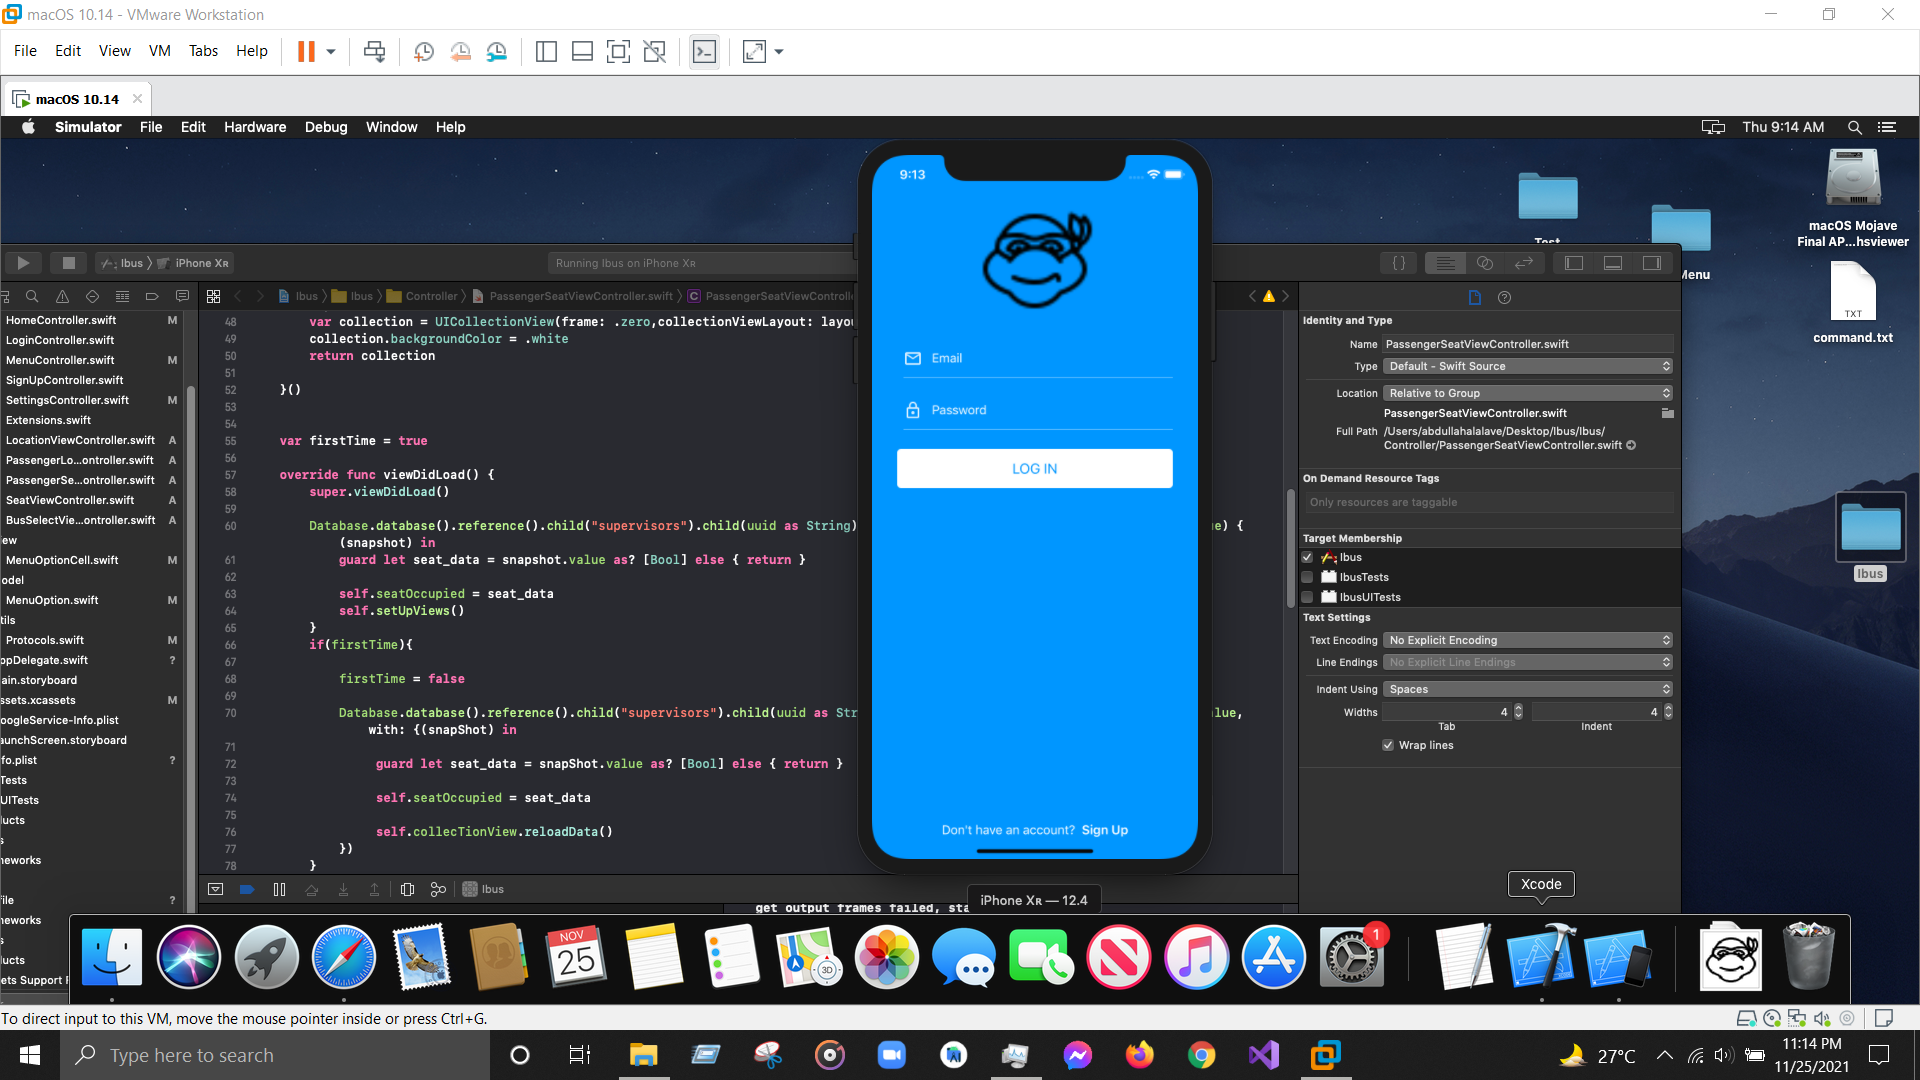 macOS 10.14 - VMware Workstation
File Edit View VM Tabs Help
macOS 10.14
Simulator File Edit Hardware Debug Window Help
Thu 9:14 AM
Ibus iPhone XR
Running Ibus on iPhone XR
Ibus Ibus Controller PassengerSeatViewController.swift
HomeController.swift M
LoginController.swift
MenuController.swift M
SignUpController.swift
SettingsController.swift M
Extensions.swift
LocationViewController.swift A
PassengerLo...ontroller.swift A
PassengerSe...ontroller.swift A
SeatViewController.swift A
BusSelectVie...ontroller.swift A
ew
MenuOptionCell.swift M
odel
MenuOption.swift M
tils
Protocols.swift M
ppDelegate.swift ?
ain.storyboard
ssets.xcassets M
oogleService-Info.plist
aunchScreen.storyboard
fo.plist ?
Tests
UITests
ucts
s
neworks
file ?
neworks
s
ucts
ets Support F
48 var collection = UICollectionView(frame: .zero,collectionViewLayout: layou
49 collection.backgroundColor = .white
50 return collection
51
52 }()
53
54
55 var firstTime = true
56
57 override func viewDidLoad() {
58 super.viewDidLoad()
59
60 Database.database().reference().child("supervisors").child(uuid as String) e) {
(snapshot) in
61 guard let seat_data = snapshot.value as? [Bool] else { return }
62
63 self.seatOccupied = seat_data
64 self.setUpViews()
65 }
66 if(firstTime){
67
68 firstTime = false
69
70 Database.database().reference().child("supervisors").child(uuid as Str lue,
with: {(snapShot) in
71
72 guard let seat_data = snapShot.value as? [Bool] else { return }
73
74 self.seatOccupied = seat_data
75
76 self.collecTionView.reloadData()
77 })
78 }
Ibus
get output frames failed, sta
9:13
Email
Password
LOG IN
Don't have an account? Sign Up
iPhone XR — 12.4
Identity and Type
Name PassengerSeatViewController.swift
Type Default - Swift Source
Location Relative to Group
PassengerSeatViewController.swift
Full Path /Users/abdullahalalave/Desktop/Ibus/Ibus/
Controller/PassengerSeatViewController.swift
On Demand Resource Tags
Only resources are taggable
Target Membership
Ibus
IbusTests
IbusUITests
Text Settings
Text Encoding No Explicit Encoding
Line Endings No Explicit Line Endings
Indent Using Spaces
Widths 4 4
Tab Indent
Wrap lines
Test
Menu
macOS Mojave
Final AP...hsviewer
TXT
command.txt
Ibus
Xcode
NOV
25
3D
1
To direct input to this VM, move the mouse pointer inside or press Ctrl+G.
Type here to search
27°C
11:14 PM
11/25/2021